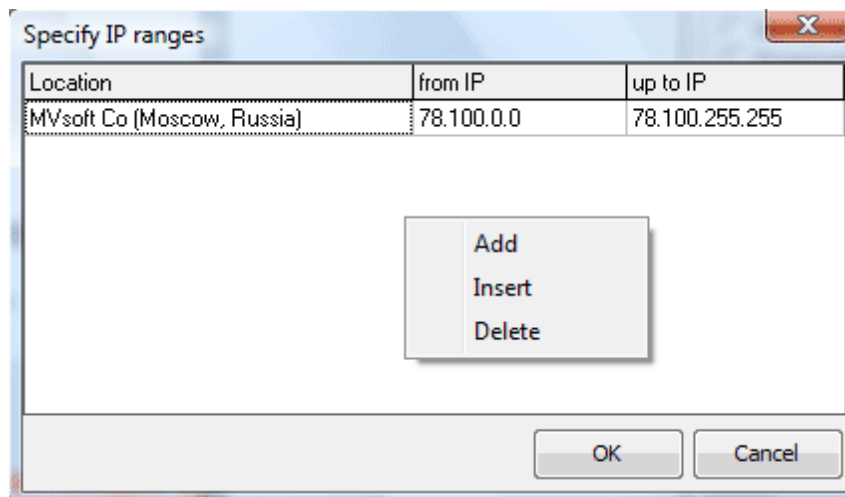 Specify IP ranges
Location from IP up to IP
MVsoft Co (Moscow, Russia) 78.100.0.0 78.100.255.255
Add
Insert
Delete
OK Cancel